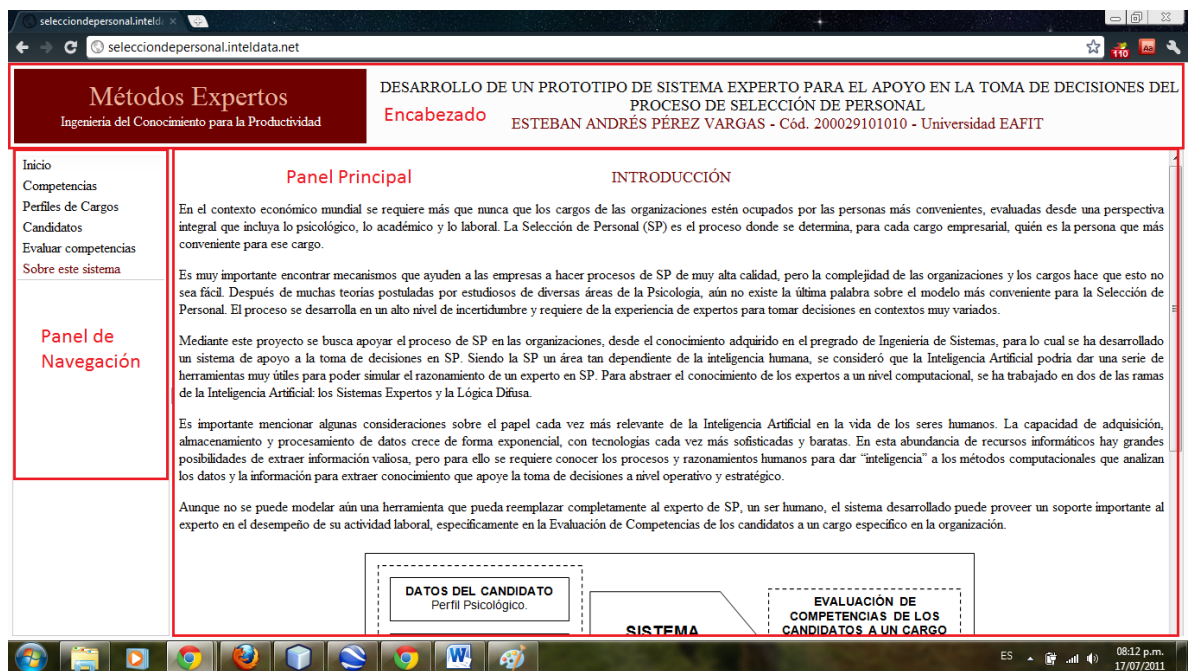 selecciondepersonal.inteld
selecciondepersonal.inteldata.net
110
Aa
Métodos Expertos
Ingeniería del Conocimiento para la Productividad
DESARROLLO DE UN PROTOTIPO DE SISTEMA EXPERTO PARA EL APOYO EN LA TOMA DE DECISIONES DEL
PROCESO DE SELECCIÓN DE PERSONAL
Encabezado
ESTEBAN ANDRÉS PÉREZ VARGAS - Cód. 200029101010 - Universidad EAFIT
Inicio
Competencias
Perfiles de Cargos
Candidatos
Evaluar competencias
Sobre este sistema
Panel de
Navegación
Panel Principal
INTRODUCCIÓN
En el contexto económico mundial se requiere más que nunca que los cargos de las organizaciones estén ocupados por las personas más convenientes, evaluadas desde una perspectiva
integral que incluya lo psicológico, lo académico y lo laboral. La Selección de Personal (SP) es el proceso donde se determina, para cada cargo empresarial, quién es la persona que más
conveniente para ese cargo.
Es muy importante encontrar mecanismos que ayuden a las empresas a hacer procesos de SP de muy alta calidad, pero la complejidad de las organizaciones y los cargos hace que esto no
sea fácil. Después de muchas teorías postuladas por estudiosos de diversas áreas de la Psicología, aún no existe la última palabra sobre el modelo más conveniente para la Selección de
Personal. El proceso se desarrolla en un alto nivel de incertidumbre y requiere de la experiencia de expertos para tomar decisiones en contextos muy variados.
Mediante este proyecto se busca apoyar el proceso de SP en las organizaciones, desde el conocimiento adquirido en el pregrado de Ingeniería de Sistemas, para lo cual se ha desarrollado
un sistema de apoyo a la toma de decisiones en SP. Siendo la SP un área tan dependiente de la inteligencia humana, se consideró que la Inteligencia Artificial podría dar una serie de
herramientas muy útiles para poder simular el razonamiento de un experto en SP. Para abstraer el conocimiento de los expertos a un nivel computacional, se ha trabajado en dos de las ramas
de la Inteligencia Artificial: los Sistemas Expertos y la Lógica Difusa.
Es importante mencionar algunas consideraciones sobre el papel cada vez más relevante de la Inteligencia Artificial en la vida de los seres humanos. La capacidad de adquisición,
almacenamiento y procesamiento de datos crece de forma exponencial, con tecnologías cada vez más sofisticadas y baratas. En esta abundancia de recursos informáticos hay grandes
posibilidades de extraer información valiosa, pero para ello se requiere conocer los procesos y razonamientos humanos para dar “inteligencia” a los métodos computacionales que analizan
los datos y la información para extraer conocimiento que apoye la toma de decisiones a nivel operativo y estratégico.
Aunque no se puede modelar aún una herramienta que pueda reemplazar completamente al experto de SP, un ser humano, el sistema desarrollado puede proveer un soporte importante al
experto en el desempeño de su actividad laboral, específicamente en la Evaluación de Competencias de los candidatos a un cargo específico en la organización.
DATOS DEL CANDIDATO
Perfil Psicológico.
SISTEMA
EVALUACIÓN DE
COMPETENCIAS DE LOS
CANDIDATOS A UN CARGO
ES
08:12 p.m.
17/07/2011